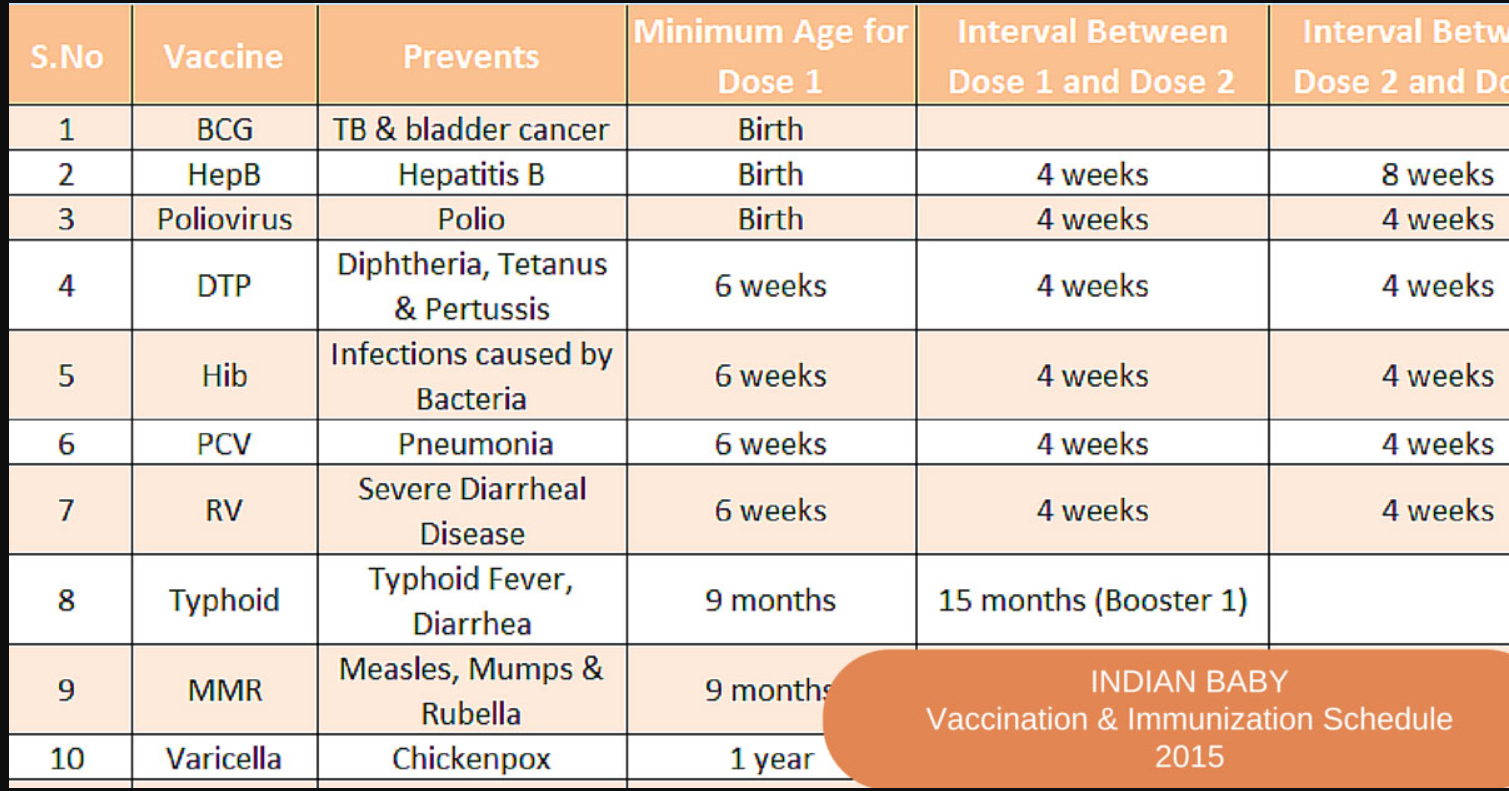 S.No Vaccine Prevents Minimum Age for Dose 1 Interval Between Dose 1 and Dose 2 Interval Dose 2 and
1 BCG TB & bladder cancer Birth
2 HepB Hepatitis B Birth 4 weeks 8 weeks
3 Poliovirus Polio Birth 4 weeks 4 weeks
4 DTP Diphtheria, Tetanus & Pertussis 6 weeks 4 weeks 4 weeks
5 Hib Infections caused by Bacteria 6 weeks 4 weeks 4 weeks
6 PCV Pneumonia 6 weeks 4 weeks 4 weeks
7 RV Severe Diarrheal Disease 6 weeks 4 weeks 4 weeks
8 Typhoid Typhoid Fever, Diarrhea 9 months 15 months (Booster 1)
9 MMR Measles, Mumps & Rubella 9 months
10 Varicella Chickenpox 1 year
INDIAN BABY
Vaccination & Immunization Schedule
2015